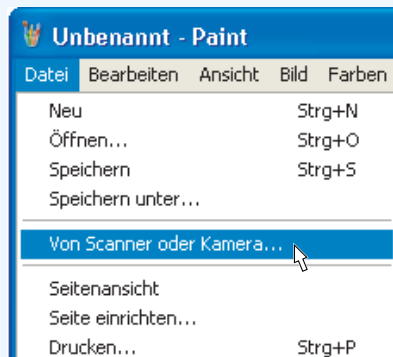 Unbenannt - Paint
Datei Bearbeiten Ansicht Bild Farben
Neu Strg+N
Öffnen... Strg+O
Speichern Strg+S
Speichern unter...
Von Scanner oder Kamera...
Seitenansicht
Seite einrichten...
Drucken... Strg+P